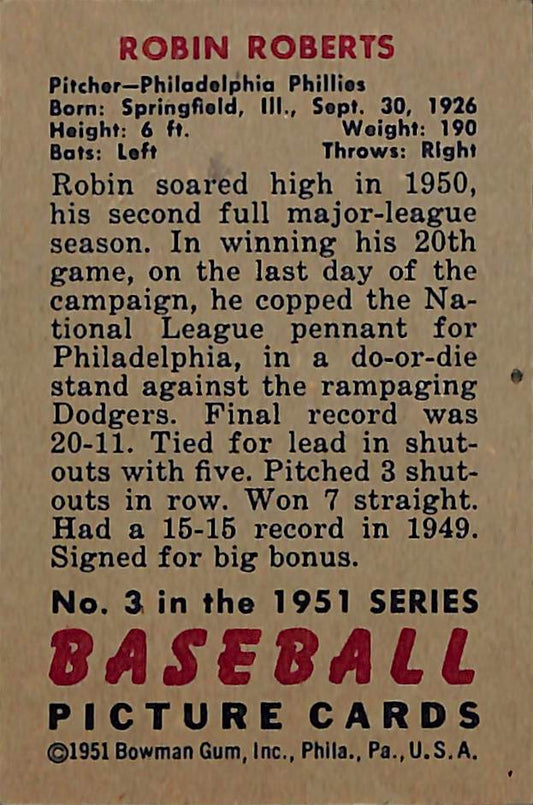 ROBIN ROBERTS
Pitcher—Philadelphia Phillies
Born: Springfield, Ill., Sept. 30, 1926
Height: 6 ft. Weight: 190
Bats: Left Throws: Right
Robin soared high in 1950,
his second full major-league
season. In winning his 20th
game, on the last day of the
campaign, he copped the Na-
tional League pennant for
Philadelphia, in a do-or-die
stand against the rampaging
Dodgers. Final record was
20-11. Tied for lead in shut-
outs with five. Pitched 3 shut-
outs in row. Won 7 straight.
Had a 15-15 record in 1949.
Signed for big bonus.
No. 3 in the 1951 SERIES
BASEBALL
PICTURE CARDS
©1951 Bowman Gum, Inc., Phila., Pa., U.S.A.